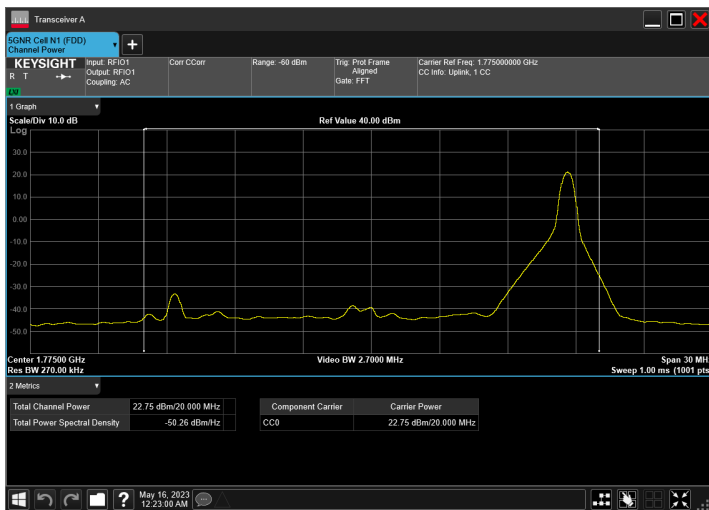 Transceiver A
5GNR Cell N1 (FDD)
Channel Power
KEYSIGHT
R T
LXI
Input: RFIO1
Output: RFIO1
Coupling: AC
Corr CCorr
Range: -60 dBm
Trig: Prot Frame
Aligned
Gate: FFT
Carrier Ref Freq: 1.775000000 GHz
CC Info: Uplink, 1 CC
1 Graph
Scale/Div 10.0 dB
Ref Value 40.00 dBm
Log
30.0
20.0
10.0
0.00
-10.0
-20.0
-30.0
-40.0
-50.0
Center 1.77500 GHz
Video BW 2.7000 MHz
Span 30 MH
Res BW 270.00 kHz
Sweep 1.00 ms (1001 pts
2 Metrics
Total Channel Power 22.75 dBm/20.000 MHz
Total Power Spectral Density -50.26 dBm/Hz
Component Carrier Carrier Power
CC0 22.75 dBm/20.000 MHz
May 16, 2023
12:23:00 AM